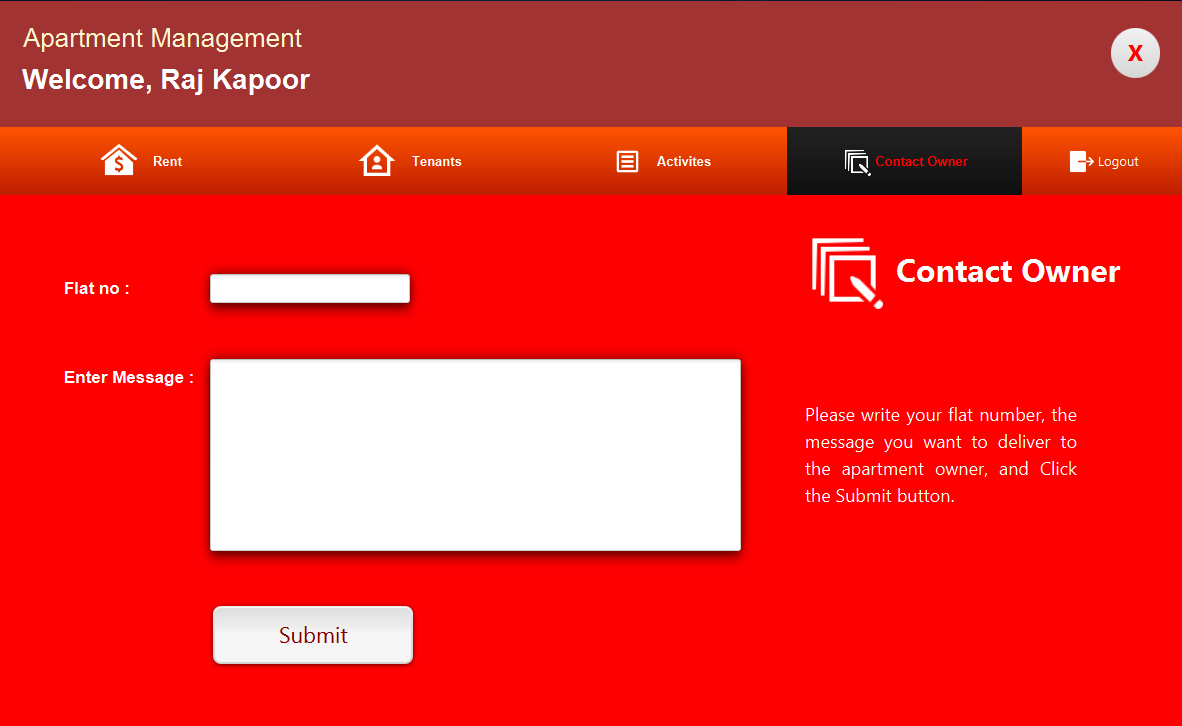 Apartment Management
Welcome, Raj Kapoor
X
Rent
Tenants
Activites
Contact Owner
Logout
Contact Owner
Flat no :
Enter Message :
Please write your flat number, the
message you want to deliver to
the apartment owner, and Click
the Submit button.
Submit